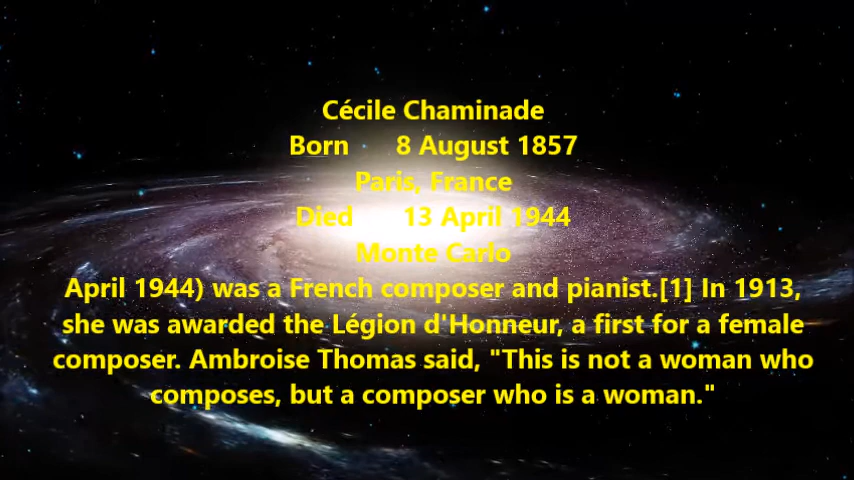 Cécile Chaminade
Born 8 August 1857
Paris, France
Died 13 April 1944
Monte Carlo
April 1944) was a French composer and pianist.[1] In 1913,
she was awarded the Légion d'Honneur, a first for a female
composer. Ambroise Thomas said, "This is not a woman who
composes, but a composer who is a woman."